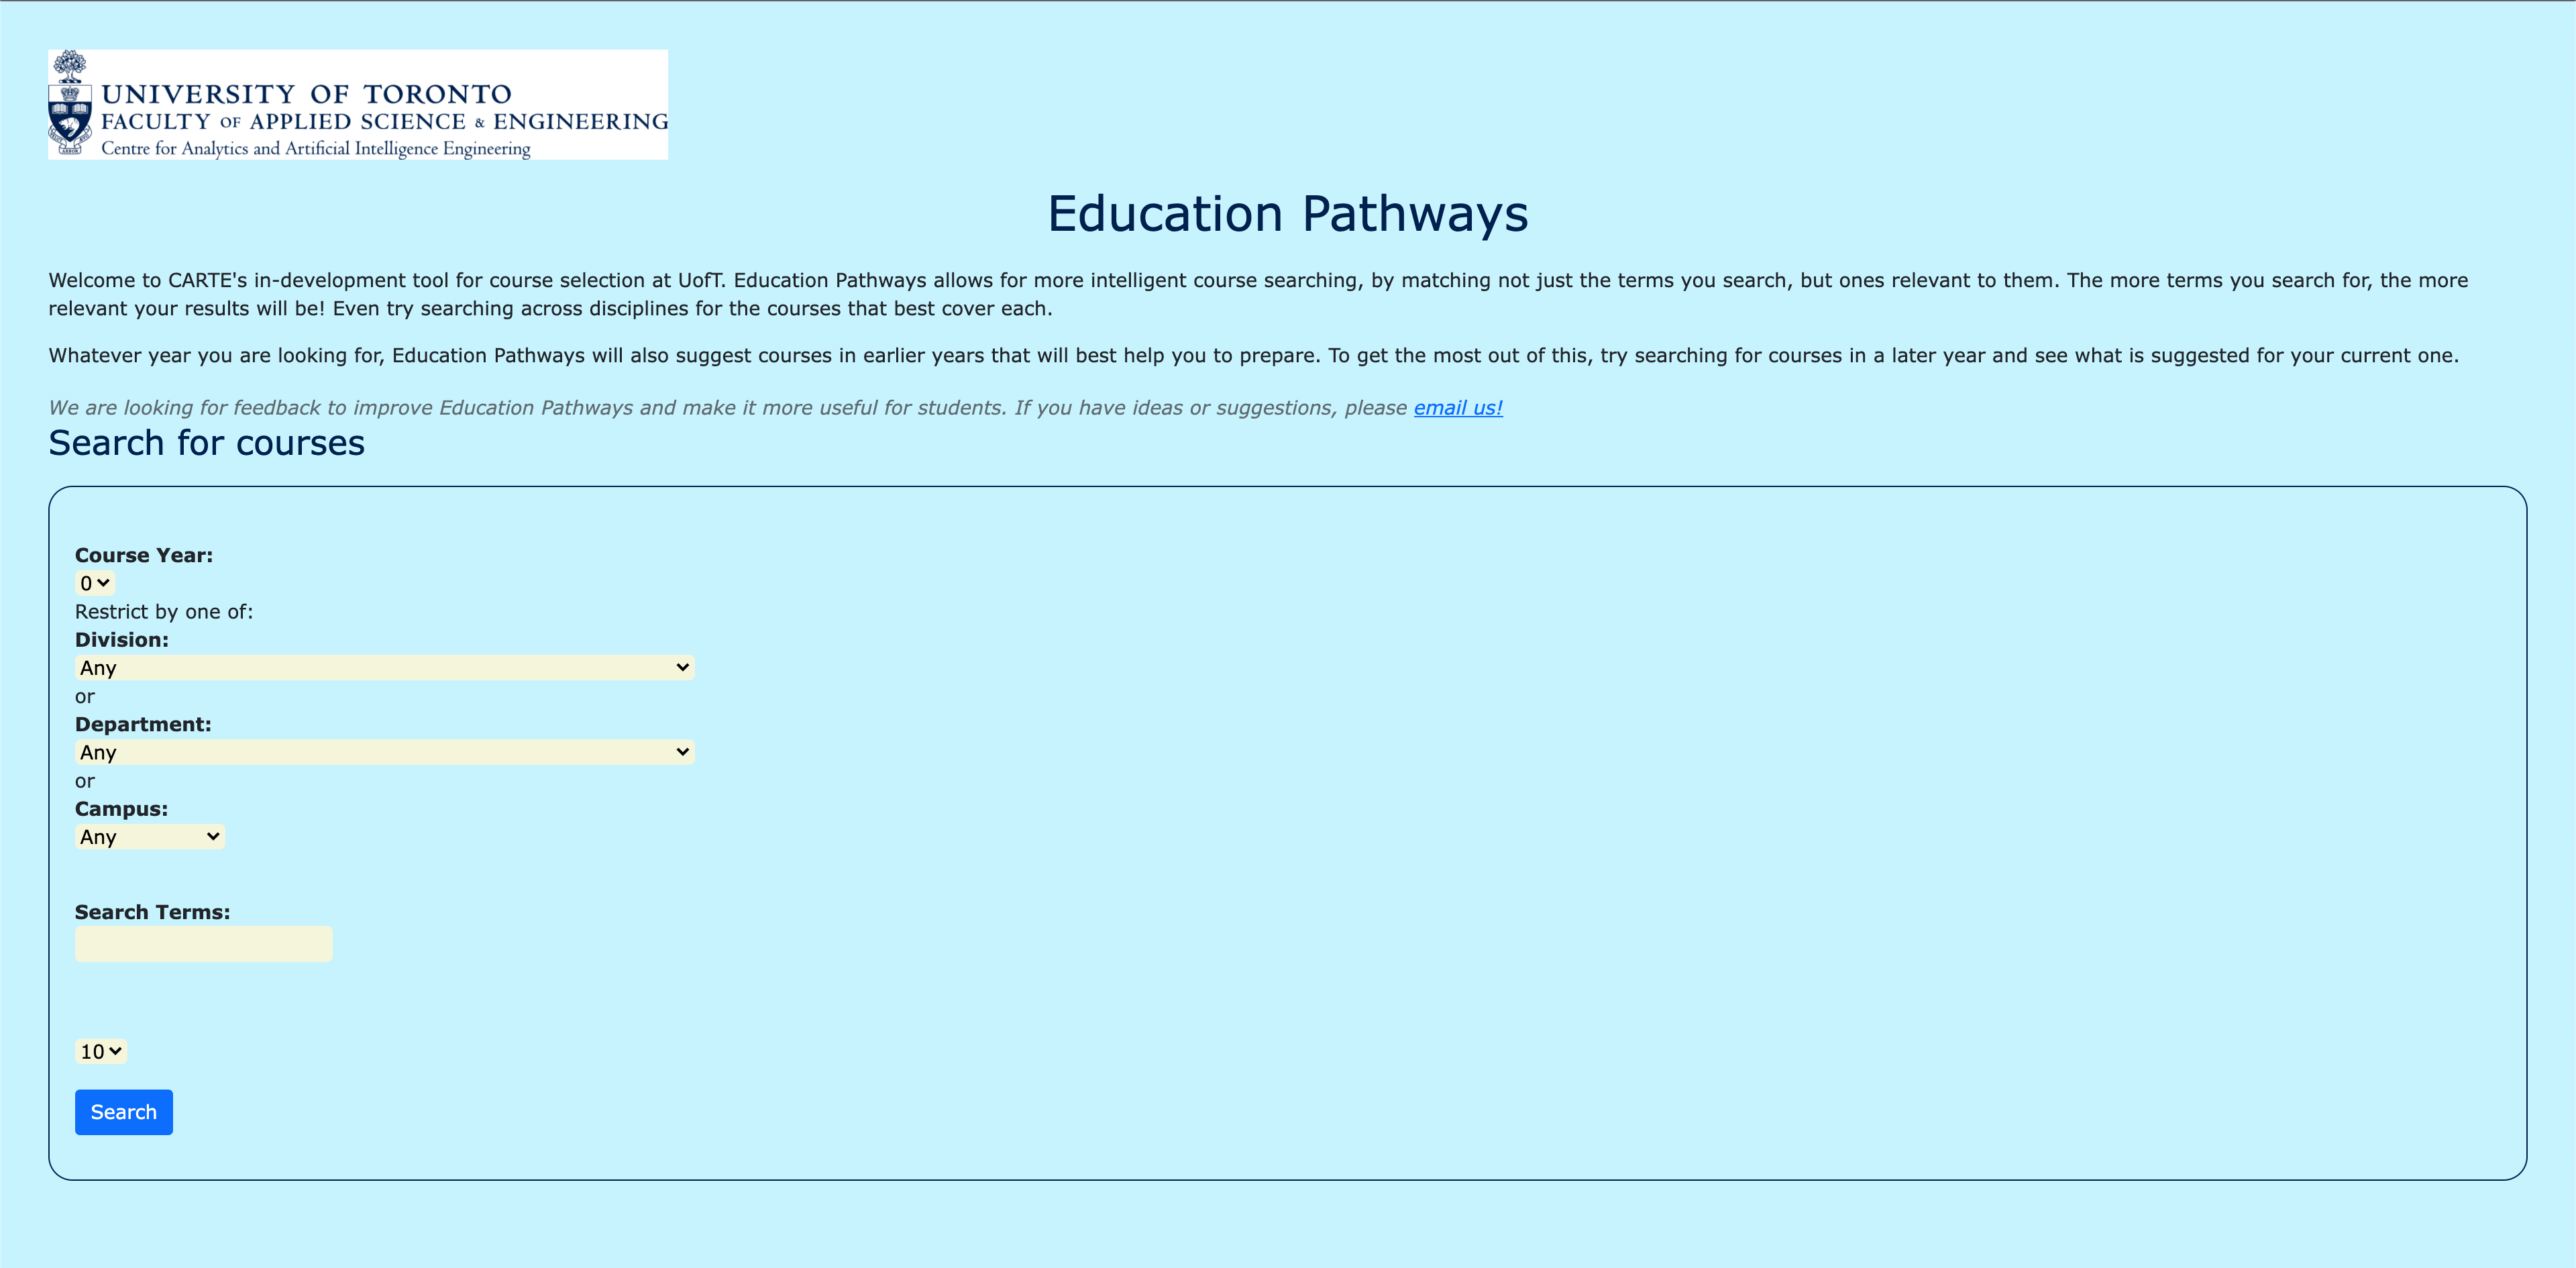 UNIVERSITY OF TORONTO
FACULTY OF APPLIED SCIENCE & ENGINEERING
Centre for Analytics and Artificial Intelligence Engineering
Education Pathways
Welcome to CARTE's in-development tool for course selection at UofT. Education Pathways allows for more intelligent course searching, by matching not just the terms you search, but ones relevant to them. The more terms you search for, the more
relevant your results will be! Even try searching across disciplines for the courses that best cover each.
Whatever year you are looking for, Education Pathways will also suggest courses in earlier years that will best help you to prepare. To get the most out of this, try searching for courses in a later year and see what is suggested for your current one.
We are looking for feedback to improve Education Pathways and make it more useful for students. If you have ideas or suggestions, please email us!
Search for courses
Course Year:
0
Restrict by one of:
Division:
Any
or
Department:
Any
or
Campus:
Any
Search Terms:
10
Search